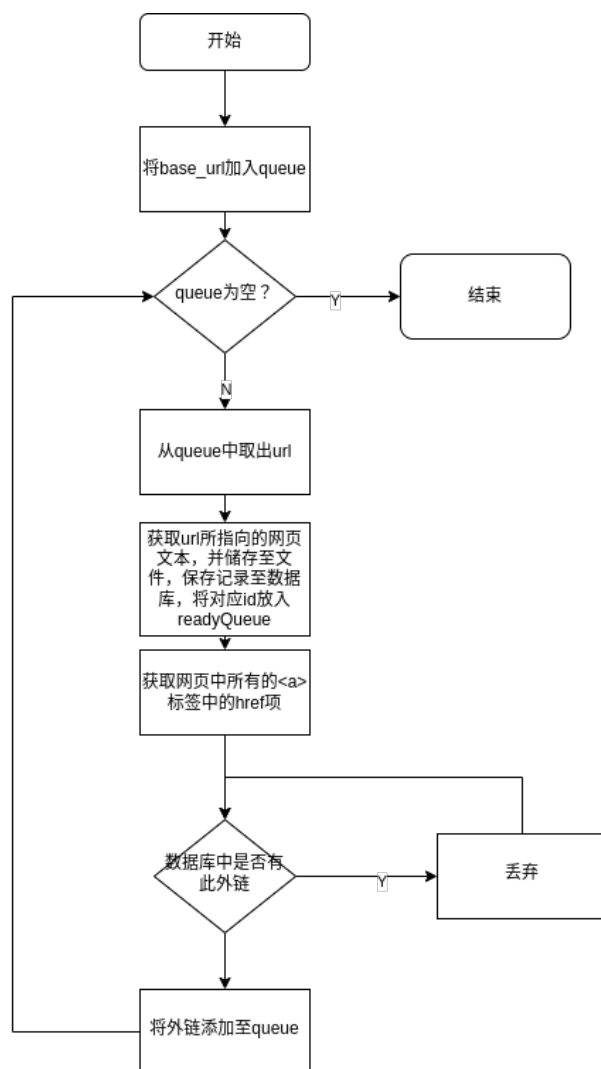 开始
将base_url加入queue
queue为空？
Y
结束
N
从queue中取出url
获取url所指向的网页
文本，并储存至文
件，保存记录至数据
库，将对应id放入
readyQueue
获取网页中所有的<a>
标签中的href项
数据库中是否有
此外链
Y
丢弃
将外链添加至queue